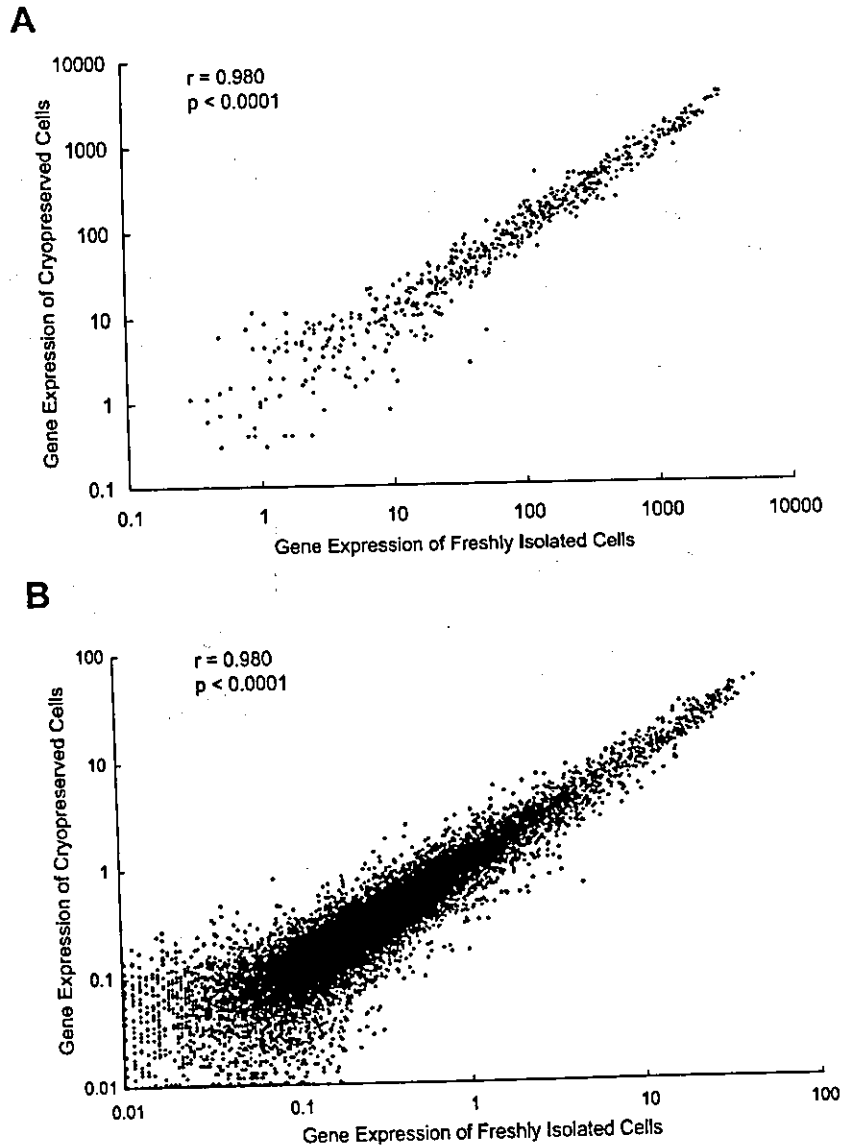 A
r = 0.980
p < 0.0001
10000
1000
100
10
1
0.1
Gene Expression of Cryopreserved Cells
0.1 1 10 100 1000 10000
Gene Expression of Freshly Isolated Cells
B
r = 0.980
p < 0.0001
100
10
1
0.1
0.01
Gene Expression of Cryopreserved Cells
0.01 0.1 1 10 100
Gene Expression of Freshly Isolated Cells